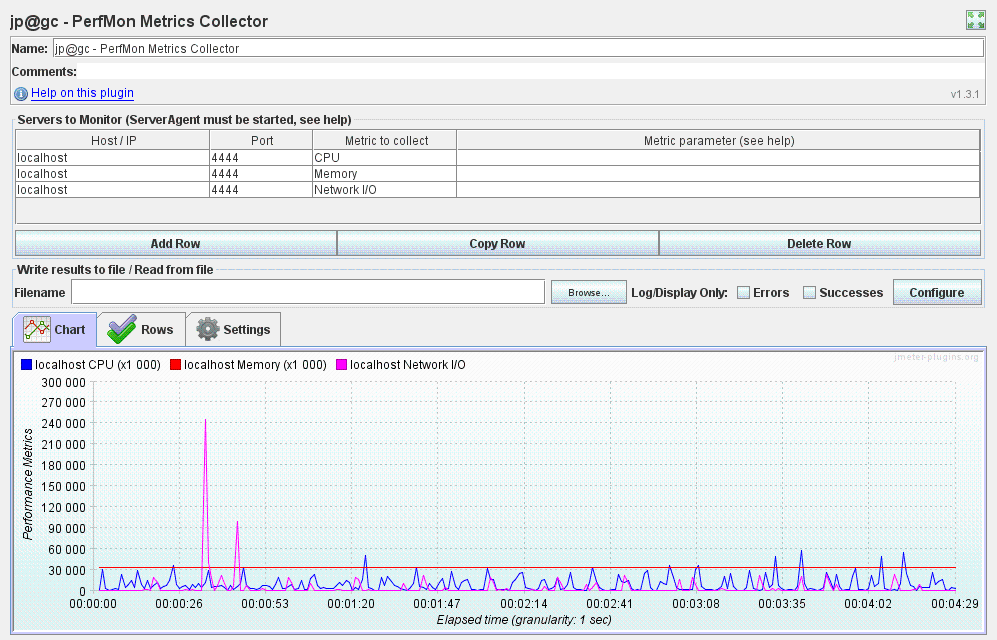 jp@gc - PerfMon Metrics Collector
Name: jp@gc - PerfMon Metrics Collector
Comments:
Help on this plugin v1.3.1
Servers to Monitor (ServerAgent must be started, see help)
Host / IP Port Metric to collect Metric parameter (see help)
localhost 4444 CPU
localhost 4444 Memory
localhost 4444 Network I/O
Add Row Copy Row Delete Row
Write results to file / Read from file
Filename Browse... Log/Display Only: Errors Successes Configure
Chart Rows Settings
jmeter-plugins.org
localhost CPU (x1 000) localhost Memory (x1 000) localhost Network I/O
300 000
270 000
240 000
210 000
180 000
150 000
120 000
90 000
60 000
30 000
0
Performance Metrics
00:00:00 00:00:26 00:00:53 00:01:20 00:01:47 00:02:14 00:02:41 00:03:08 00:03:35 00:04:02 00:04:29
Elapsed time (granularity: 1 sec)